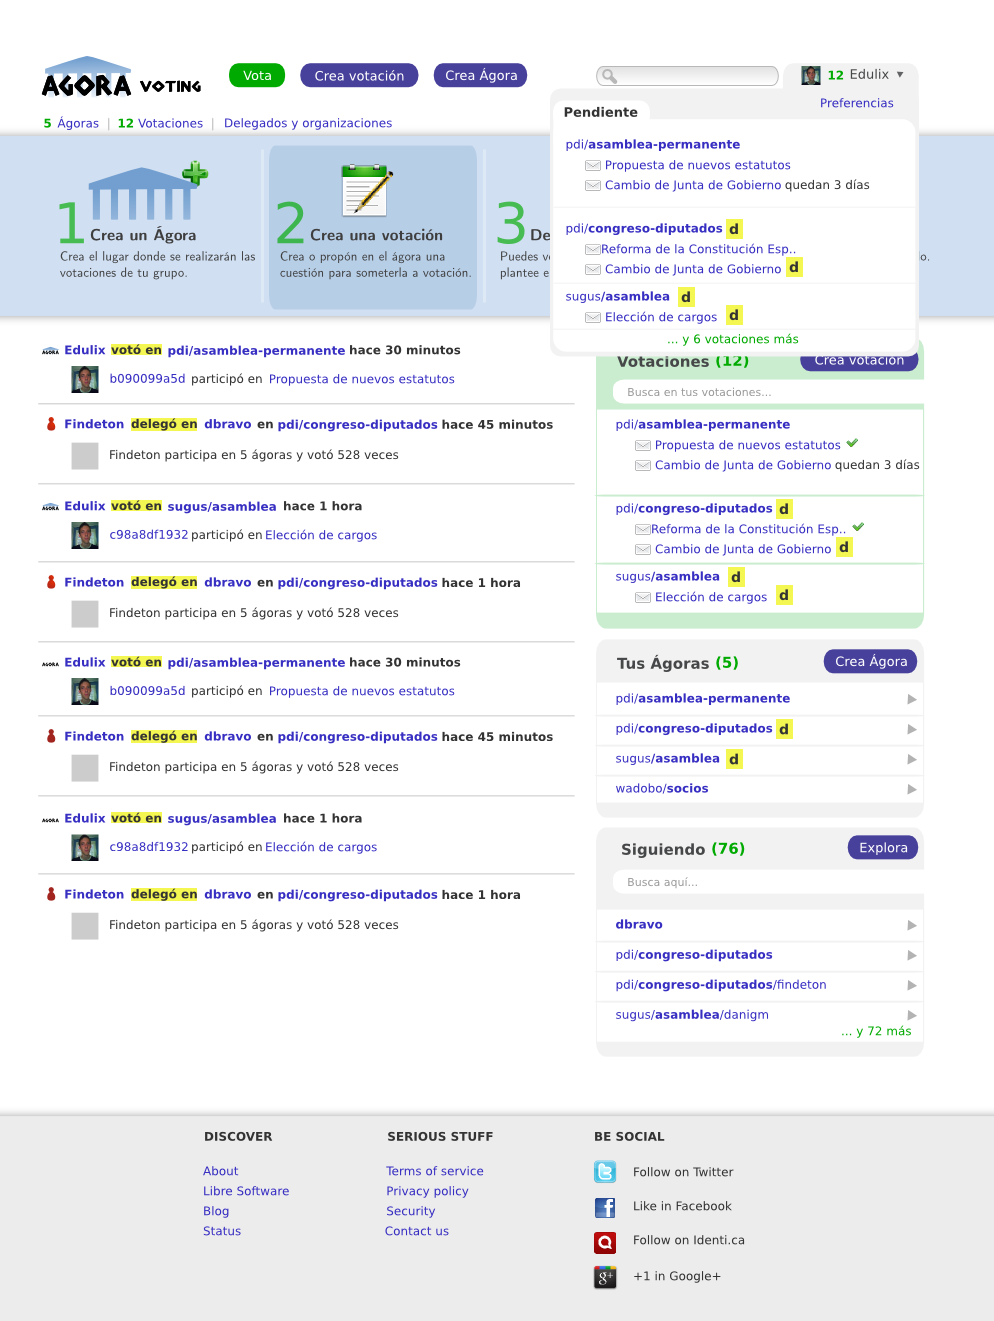 AGORA VOTING
Vota
Crea votación
Crea Ágora
12 Edulix
Preferencias
5 Ágoras | 12 Votaciones | Delegados y organizaciones
Pendiente
pdi/asamblea-permanente
Propuesta de nuevos estatutos
Cambio de Junta de Gobierno quedan 3 días
pdi/congreso-diputados d
Reforma de la Constitución Esp..
Cambio de Junta de Gobierno d
sugus/asamblea d
Elección de cargos d
... y 6 votaciones más
1 Crea un Ágora
Crea el lugar donde se realizarán las
votaciones de tu grupo.
2 Crea una votación
Crea o propón en el ágora una
cuestión para someterla a votación.
3 De
Puedes
plantee e
AGORA Edulix votó en pdi/asamblea-permanente hace 30 minutos
b090099a5d participó en Propuesta de nuevos estatutos
Findeton delegó en dbravo en pdi/congreso-diputados hace 45 minutos
Findeton participa en 5 ágoras y votó 528 veces
AGORA Edulix votó en sugus/asamblea hace 1 hora
c98a8df1932 participó en Elección de cargos
Findeton delegó en dbravo en pdi/congreso-diputados hace 1 hora
Findeton participa en 5 ágoras y votó 528 veces
AGORA Edulix votó en pdi/asamblea-permanente hace 30 minutos
b090099a5d participó en Propuesta de nuevos estatutos
Findeton delegó en dbravo en pdi/congreso-diputados hace 45 minutos
Findeton participa en 5 ágoras y votó 528 veces
AGORA Edulix votó en sugus/asamblea hace 1 hora
c98a8df1932 participó en Elección de cargos
Findeton delegó en dbravo en pdi/congreso-diputados hace 1 hora
Findeton participa en 5 ágoras y votó 528 veces
Votaciones (12)
Crea votación
Busca en tus votaciones...
pdi/asamblea-permanente
Propuesta de nuevos estatutos
Cambio de Junta de Gobierno quedan 3 días
pdi/congreso-diputados d
Reforma de la Constitución Esp..
Cambio de Junta de Gobierno d
sugus/asamblea d
Elección de cargos d
Tus Ágoras (5)
Crea Ágora
pdi/asamblea-permanente
pdi/congreso-diputados d
sugus/asamblea d
wadobo/socios
Siguiendo (76)
Explora
Busca aquí...
dbravo
pdi/congreso-diputados
pdi/congreso-diputados/findeton
sugus/asamblea/danigm
... y 72 más
DISCOVER
About
Libre Software
Blog
Status
SERIOUS STUFF
Terms of service
Privacy policy
Security
Contact us
BE SOCIAL
Follow on Twitter
Like in Facebook
Follow on Identi.ca
+1 in Google+